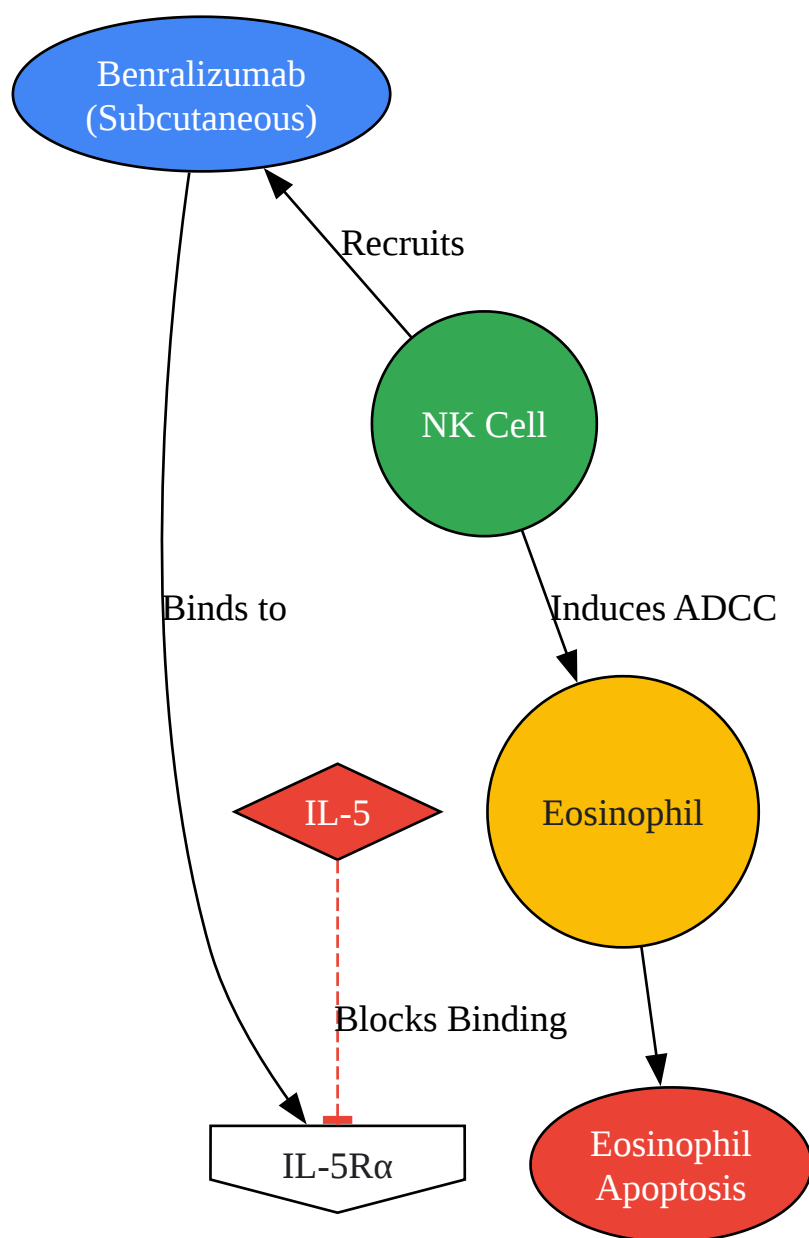 Benralizumab
(Subcutaneous)
Recruits
NK Cell
Binds to
Induces ADCC
IL-5
Eosinophil
Blocks Binding
IL-5Rα
Eosinophil
Apoptosis